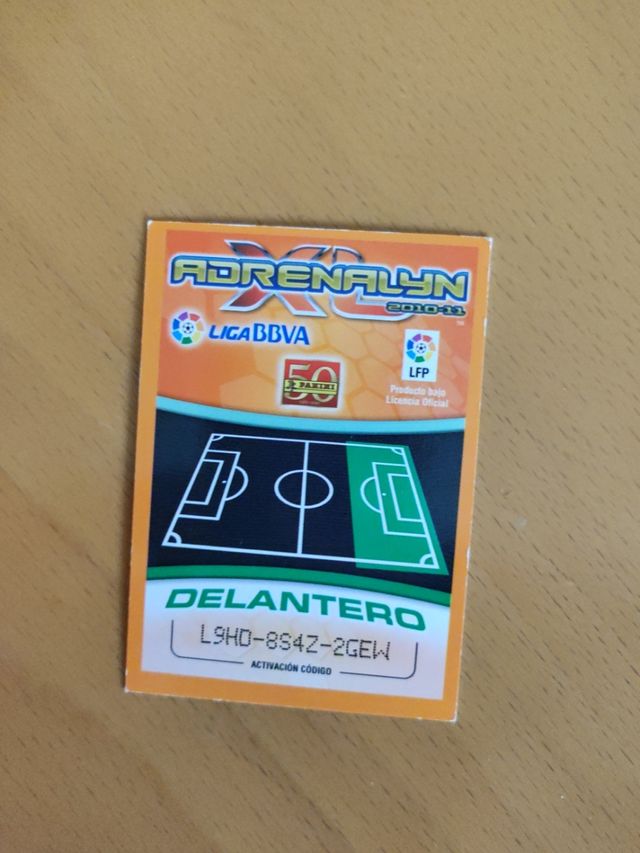 ADRENALYN
XL
2010-11
LIGA BBVA
50
PANINI
LFP
Producto bajo
Licencia Oficial
DELANTERO
L9HD-8S4Z-2GEW
ACTIVACIÓN CÓDIGO